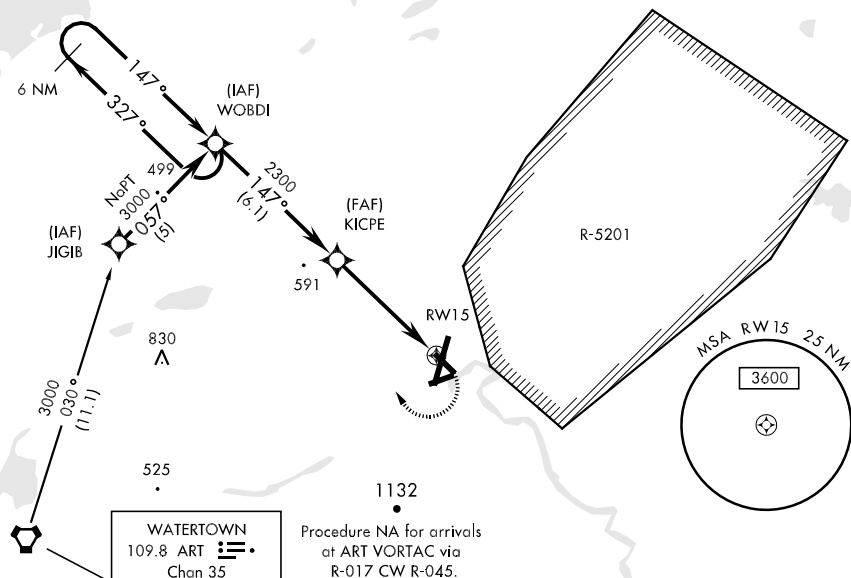 6 NM
147°
327°
(IAF)
WOBDI
499
NoPT
3000
057°
(5)
2300
147°
(6.1)
(IAF)
JIGIB
(FAF)
KICPE
591
R-5201
RW15
MSA RW15 25 NM
3600
830
3000
030°
(11.1)
525
1132
WATERTOWN
109.8 ART
Chan 35
Procedure NA for arrivals
at ART VORTAC via
R-017 CW R-045.